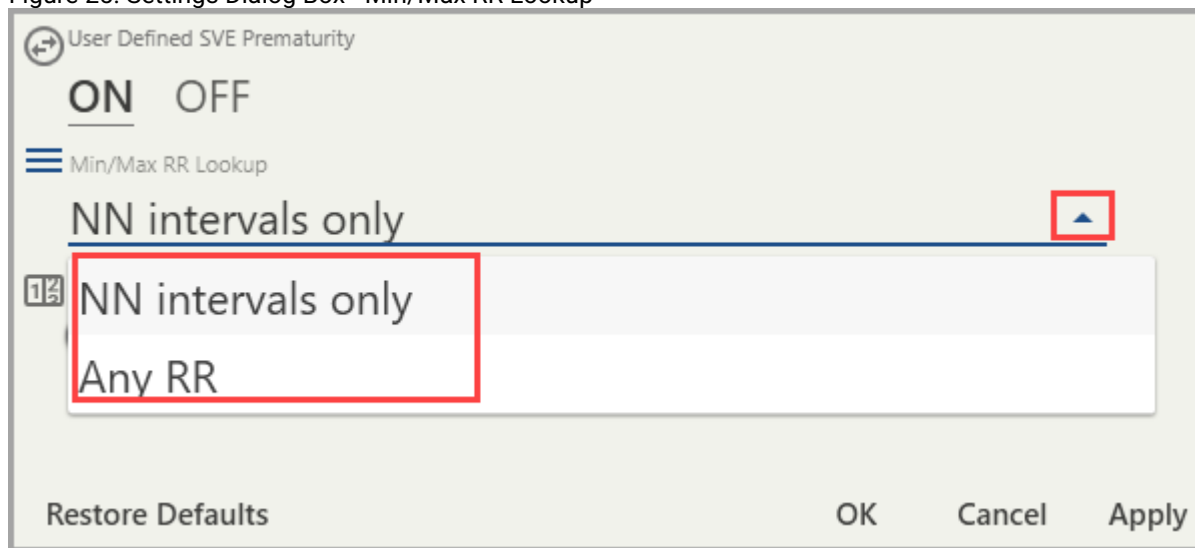 User Defined SVE Prematurity
ON OFF
Min/Max RR Lookup
NN intervals only
NN intervals only
Any RR
Restore Defaults OK Cancel Apply